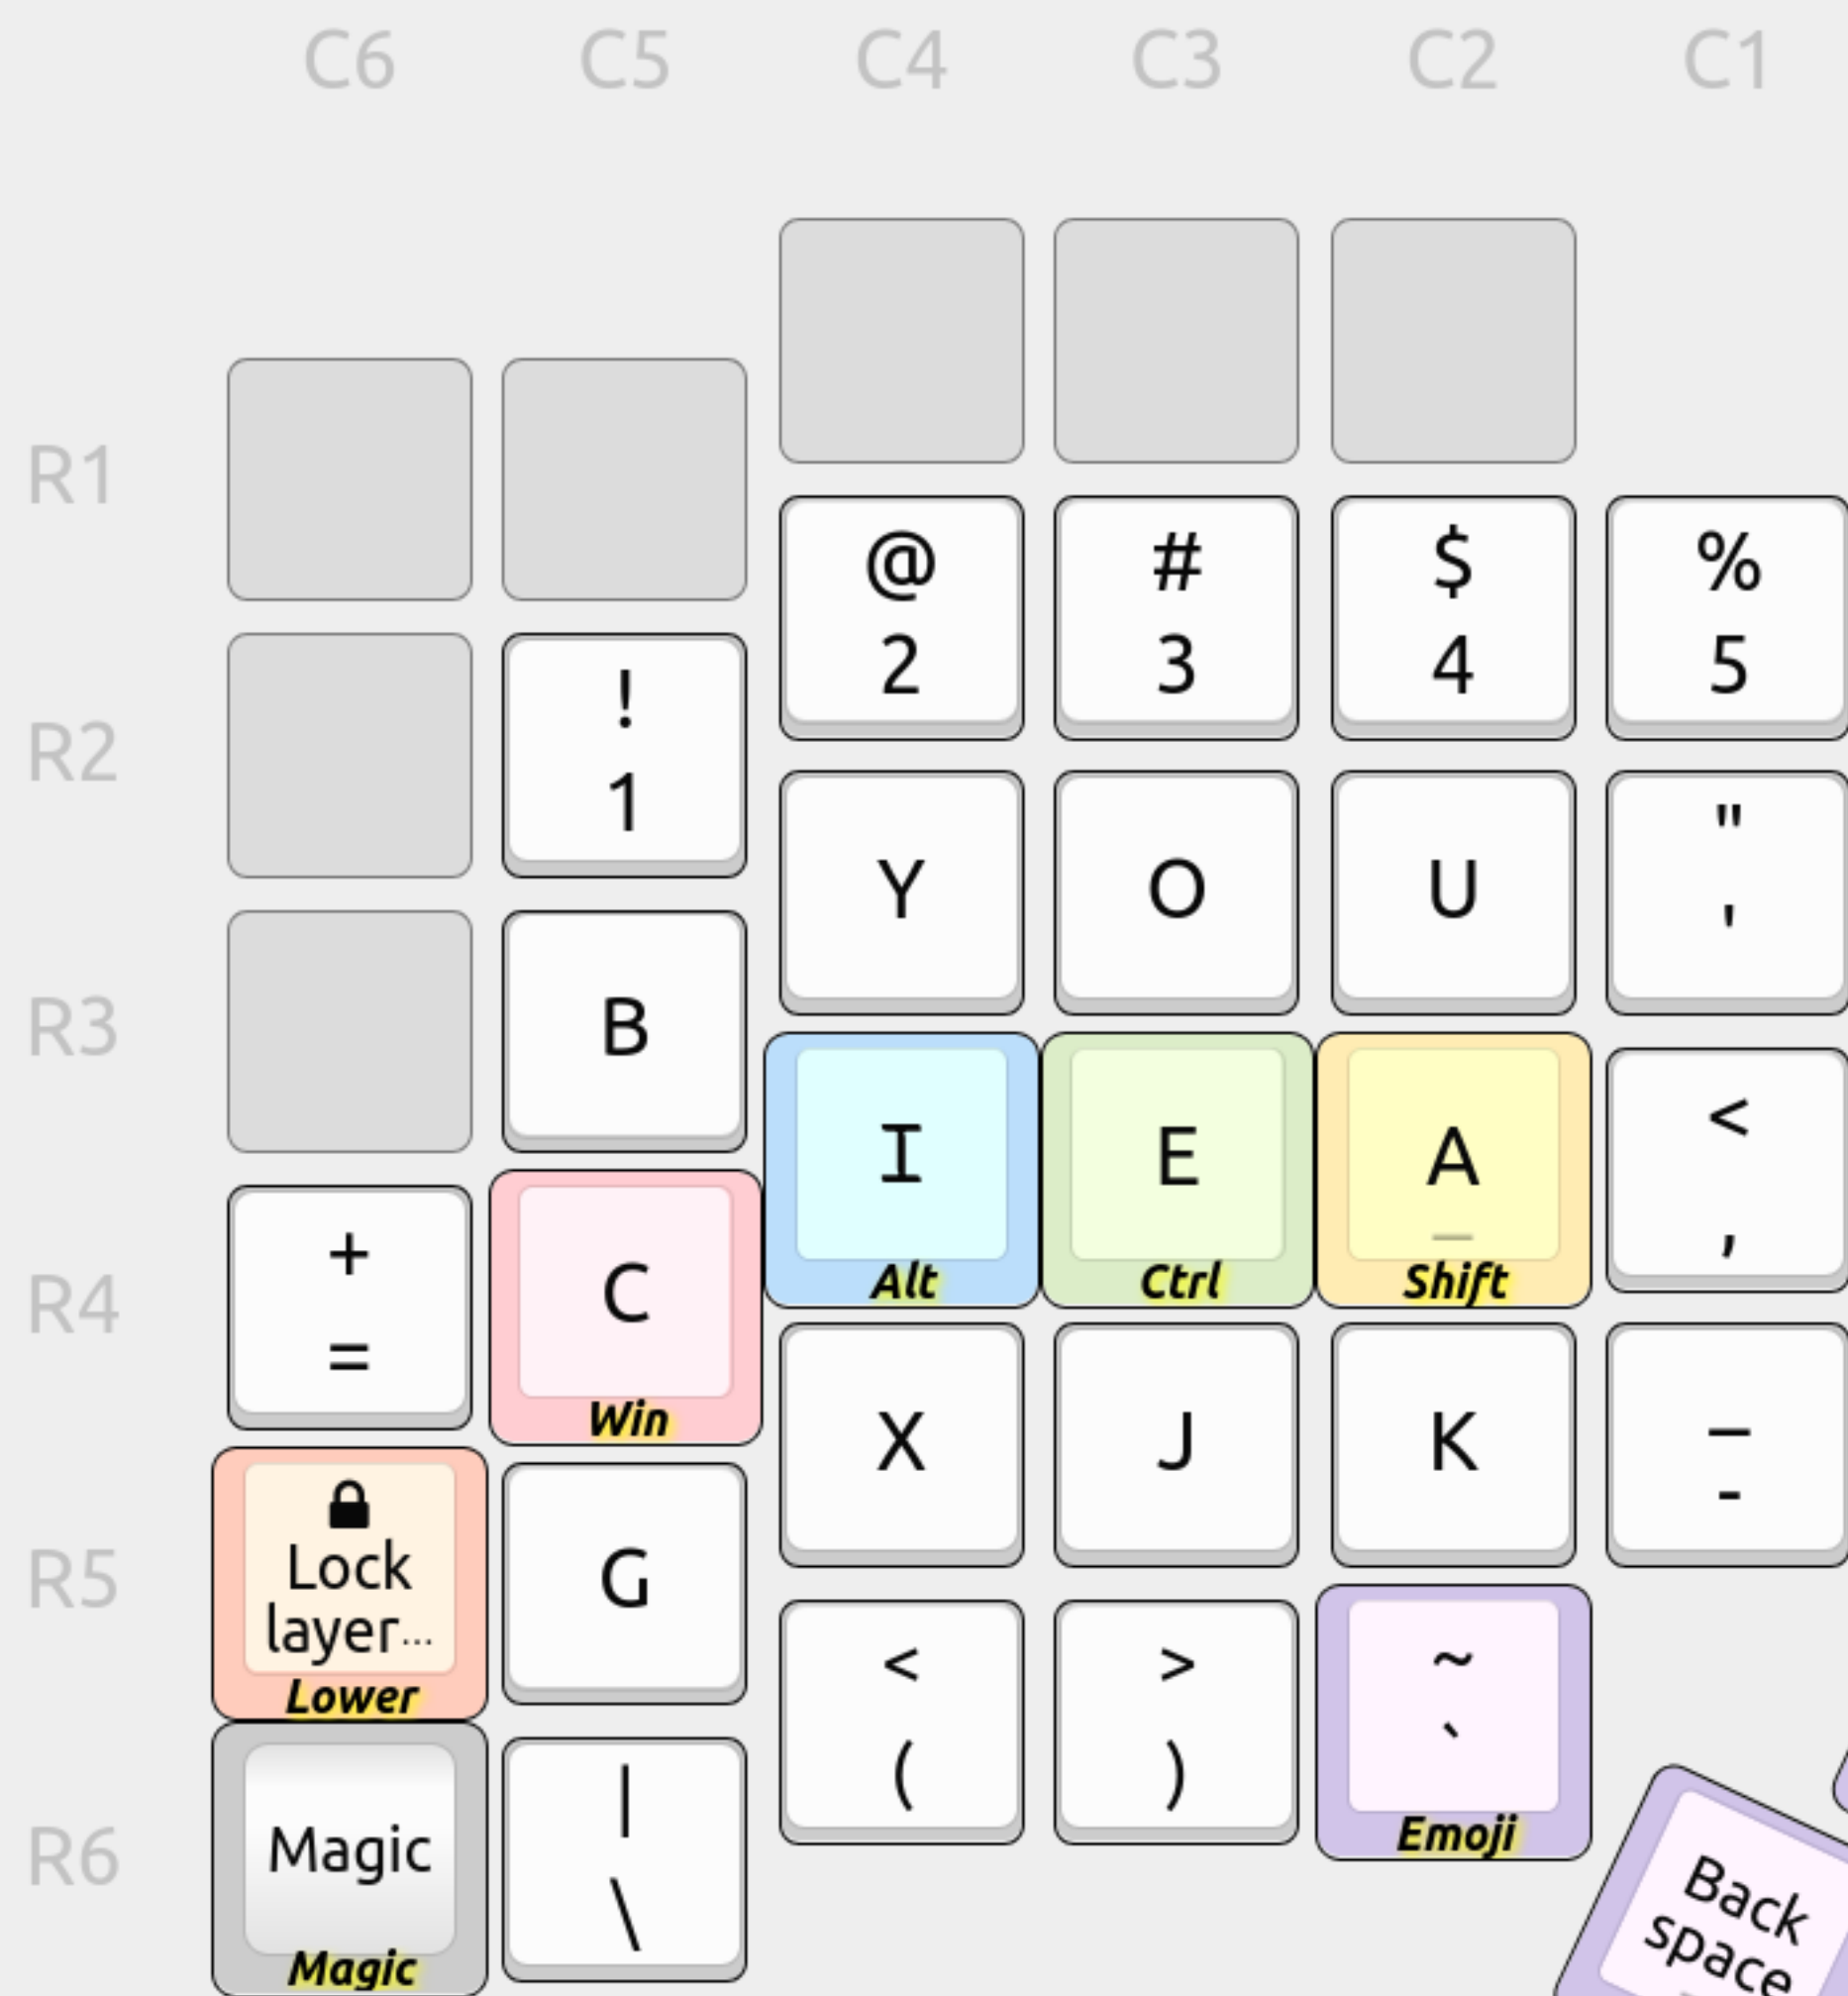 C6 C5 C4 C3 C2 C1
R1
@ # $ %
2 3 4 5
R2
!
1
Y O U "
'
R3
B
I E A <
_
,
Alt Ctrl Shift
R4
+
=
C
Win
X J K _
-
R5
Lock
layer...
Lower
G
< > ~
( ) `
Emoji
R6
Magic
Magic
|
\
Back
space